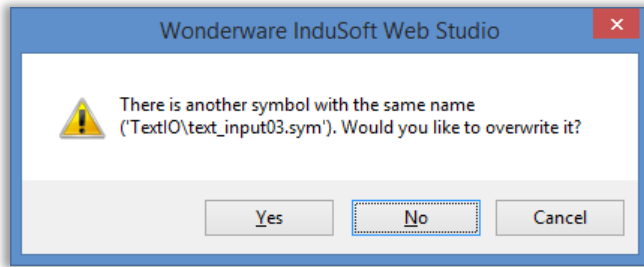 Wonderware InduSoft Web Studio
There is another symbol with the same name
('TextIO\text_input03.sym'). Would you like to overwrite it?
Yes No Cancel